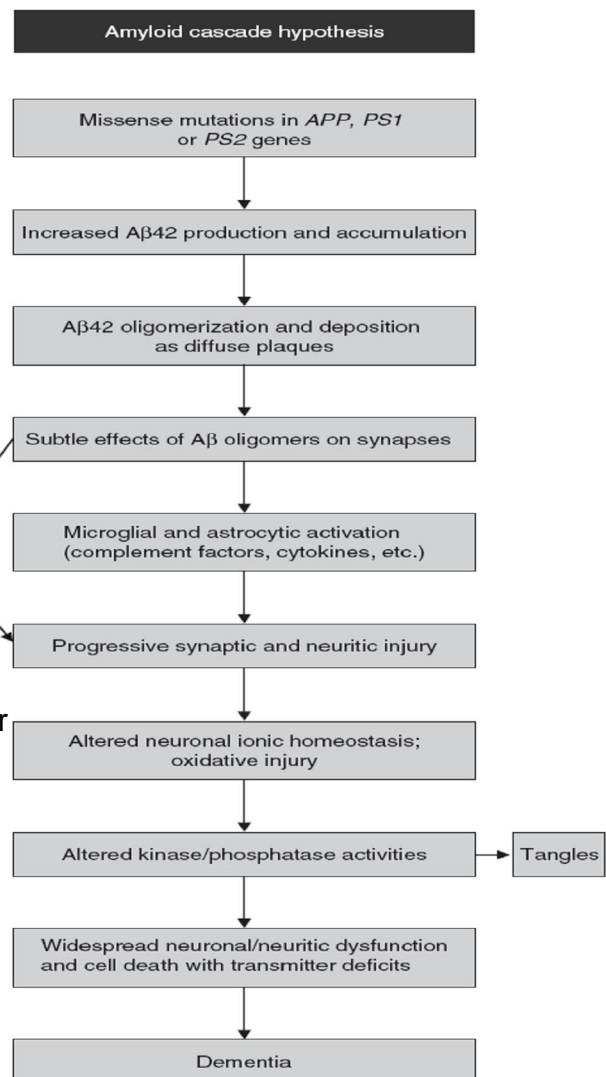 Amyloid cascade hypothesis
Missense mutations in APP, PS1
or PS2 genes
Increased Aβ42 production and accumulation
Aβ42 oligomerization and deposition
as diffuse plaques
Subtle effects of Aβ oligomers on synapses
Microglial and astrocytic activation
(complement factors, cytokines, etc.)
Progressive synaptic and neuritic injury
r
Altered neuronal ionic homeostasis;
oxidative injury
Altered kinase/phosphatase activities
Tangles
Widespread neuronal/neuritic dysfunction
and cell death with transmitter deficits
Dementia